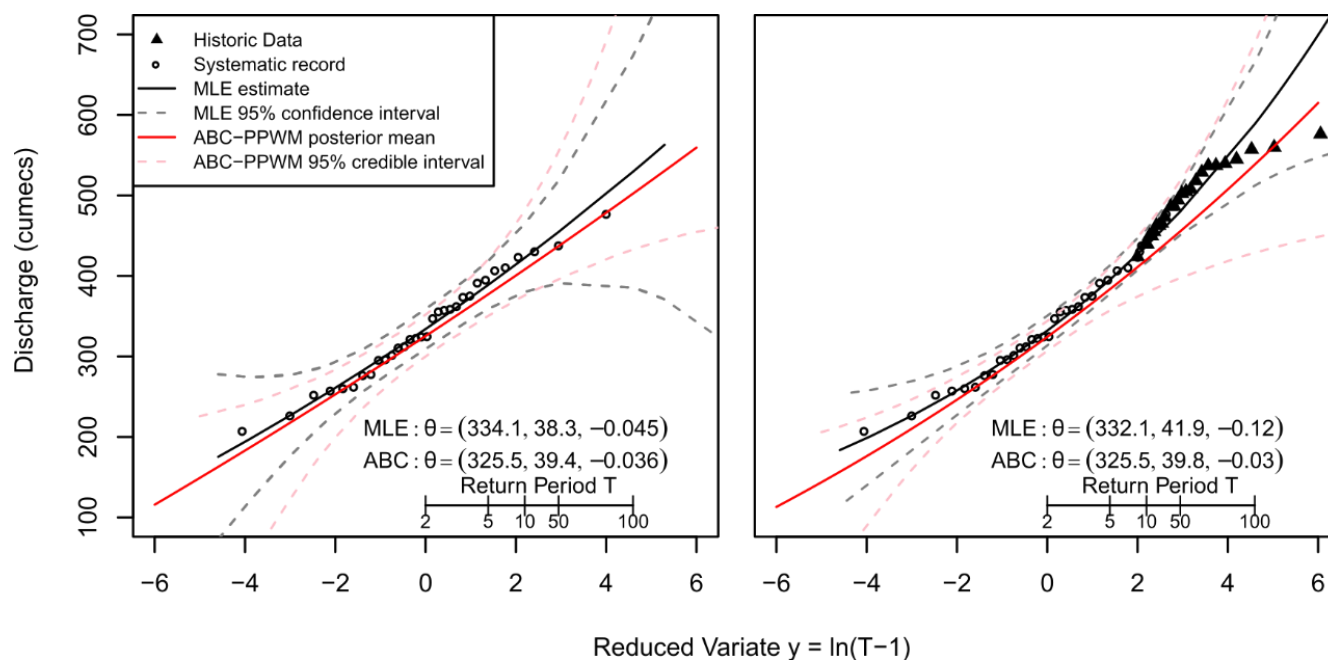 Historic Data
Systematic record
MLE estimate
MLE 95% confidence interval
ABC−PPWM posterior mean
ABC−PPWM 95% credible interval
Discharge (cumecs)
700
600
500
400
300
200
100
MLE : θ = (334.1, 38.3, −0.045)
ABC : θ = (325.5, 39.4, −0.036)
Return Period T
2 5 10 50 100
−6 −4 −2 0 2 4 6
MLE : θ = (332.1, 41.9, −0.12)
ABC : θ = (325.5, 39.8, −0.03)
Return Period T
2 5 10 50 100
−6 −4 −2 0 2 4 6
Reduced Variate y = ln(T−1)